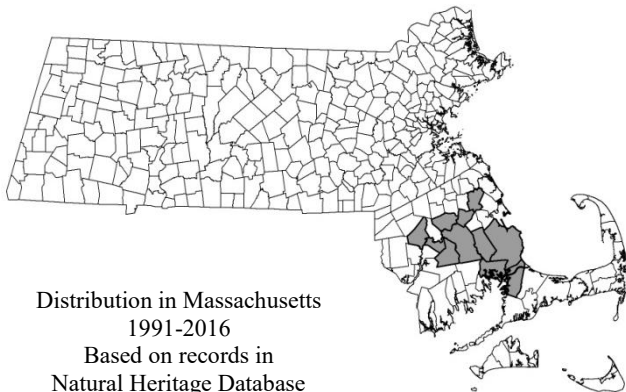 Distribution in Massachusetts
1991-2016
Based on records in
Natural Heritage Database